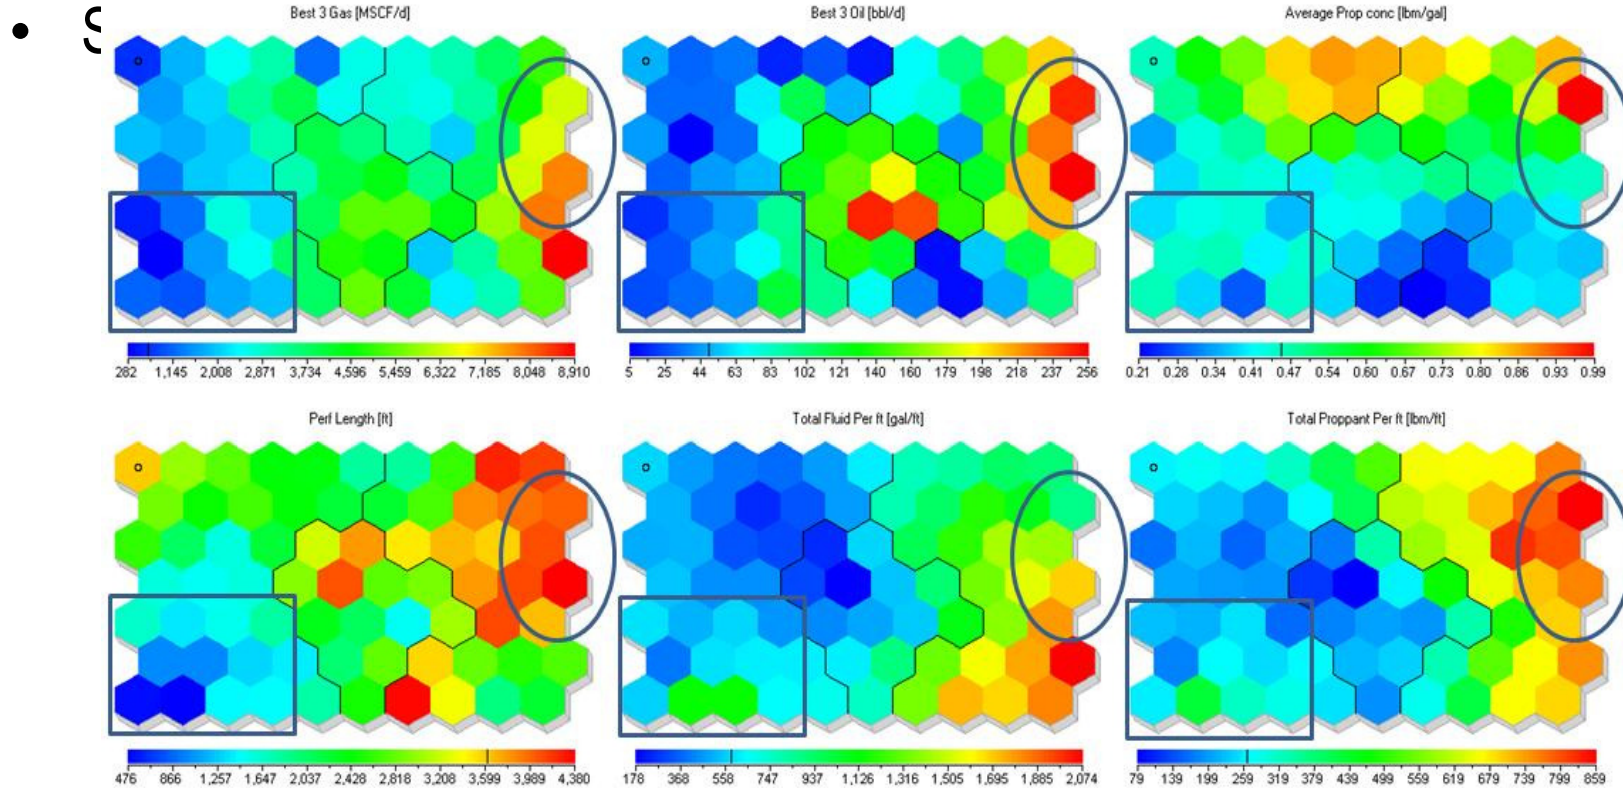 • S
Best 3 Gas [MSCF/d]
Best 3 Oil [bbl/d]
Average Prop conc [lbm/gal]
282 1,145 2,008 2,871 3,734 4,596 5,459 6,322 7,185 8,048 8,910
5 25 44 63 83 102 121 140 160 179 198 218 237 256
0.21 0.28 0.34 0.41 0.47 0.54 0.60 0.67 0.73 0.80 0.86 0.93 0.99
Perf Length [ft]
Total Fluid Per ft [gal/ft]
Total Proppant Per ft [lbm/ft]
476 866 1,257 1,647 2,037 2,428 2,818 3,208 3,599 3,989 4,380
178 368 558 747 937 1,126 1,316 1,505 1,695 1,885 2,074
79 139 199 259 319 379 439 499 559 619 679 739 799 859